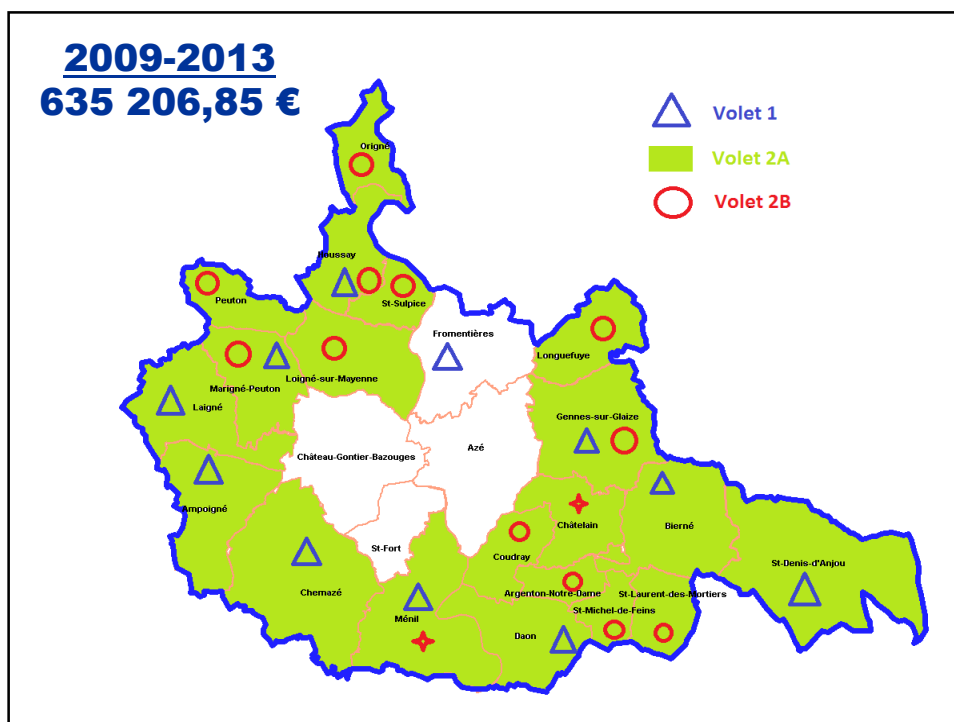 2009-2013
635 206,85 €
Volet 1
Volet 2A
Volet 2B
Origné
Houssay
St-Sulpice
Peuton
Fromentières
Longuefuye
Loigné-sur-Mayenne
Marigné-Peuton
Laigné
Gennes-sur-Glaize
Azé
Château-Gontier-Bazouges
Ampoigné
Châtelain
Bierné
St-Fort
Coudray
St-Denis-d'Anjou
Chemazé
Argenton-Notre-Dame
St-Laurent-des-Mortiers
St-Michel-de-Feins
Ménil
Daon